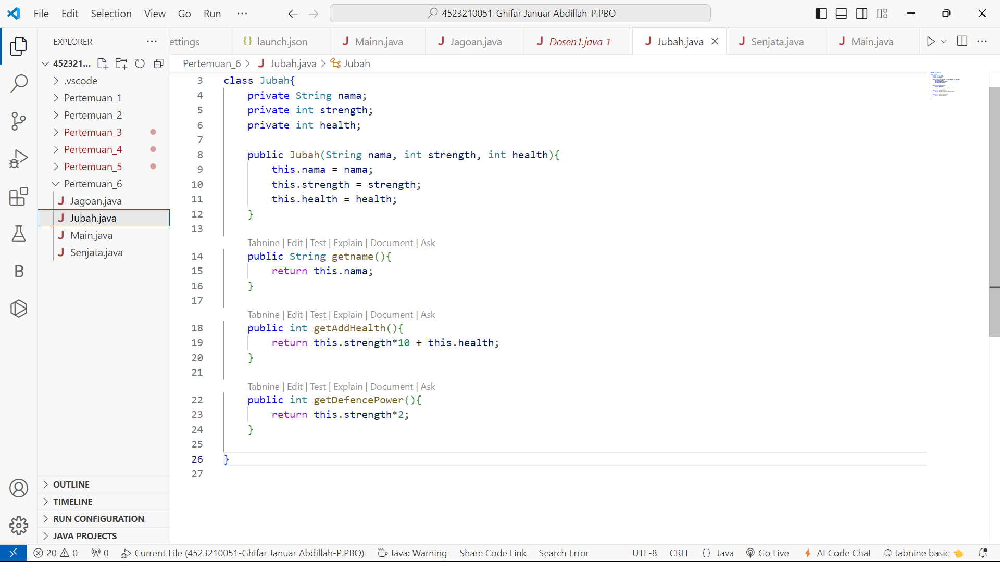 File Edit Selection View Go Run ··· 4523210051-Ghifar Januar Abdillah-P.PBO
EXPLORER ···
ettings {} launch.json J Mainn.java J Jagoan.java J Dosen1.java 1 J Jubah.java J Senjata.java J Main.java
452321...
.vscode
Pertemuan_1
Pertemuan_2
Pertemuan_3
Pertemuan_4
Pertemuan_5
Pertemuan_6
J Jagoan.java
J Jubah.java
J Main.java
J Senjata.java
OUTLINE
TIMELINE
RUN CONFIGURATION
JAVA PROJECTS
B
Pertemuan_6 > J Jubah.java > Jubah
3 class Jubah{
4 private String nama;
5 private int strength;
6 private int health;
7
8 public Jubah(String nama, int strength, int health){
9 this.nama = nama;
10 this.strength = strength;
11 this.health = health;
12 }
13
Tabnine | Edit | Test | Explain | Document | Ask
14 public String getname(){
15 return this.nama;
16 }
17
Tabnine | Edit | Test | Explain | Document | Ask
18 public int getAddHealth(){
19 return this.strength*10 + this.health;
20 }
21
Tabnine | Edit | Test | Explain | Document | Ask
22 public int getDefencePower(){
23 return this.strength*2;
24 }
25
26 }
27
20 0 0 Current File (4523210051-Ghifar Januar Abdillah-P.PBO) Java: Warning Share Code Link Search Error UTF-8 CRLF {} Java Go Live AI Code Chat tabnine basic